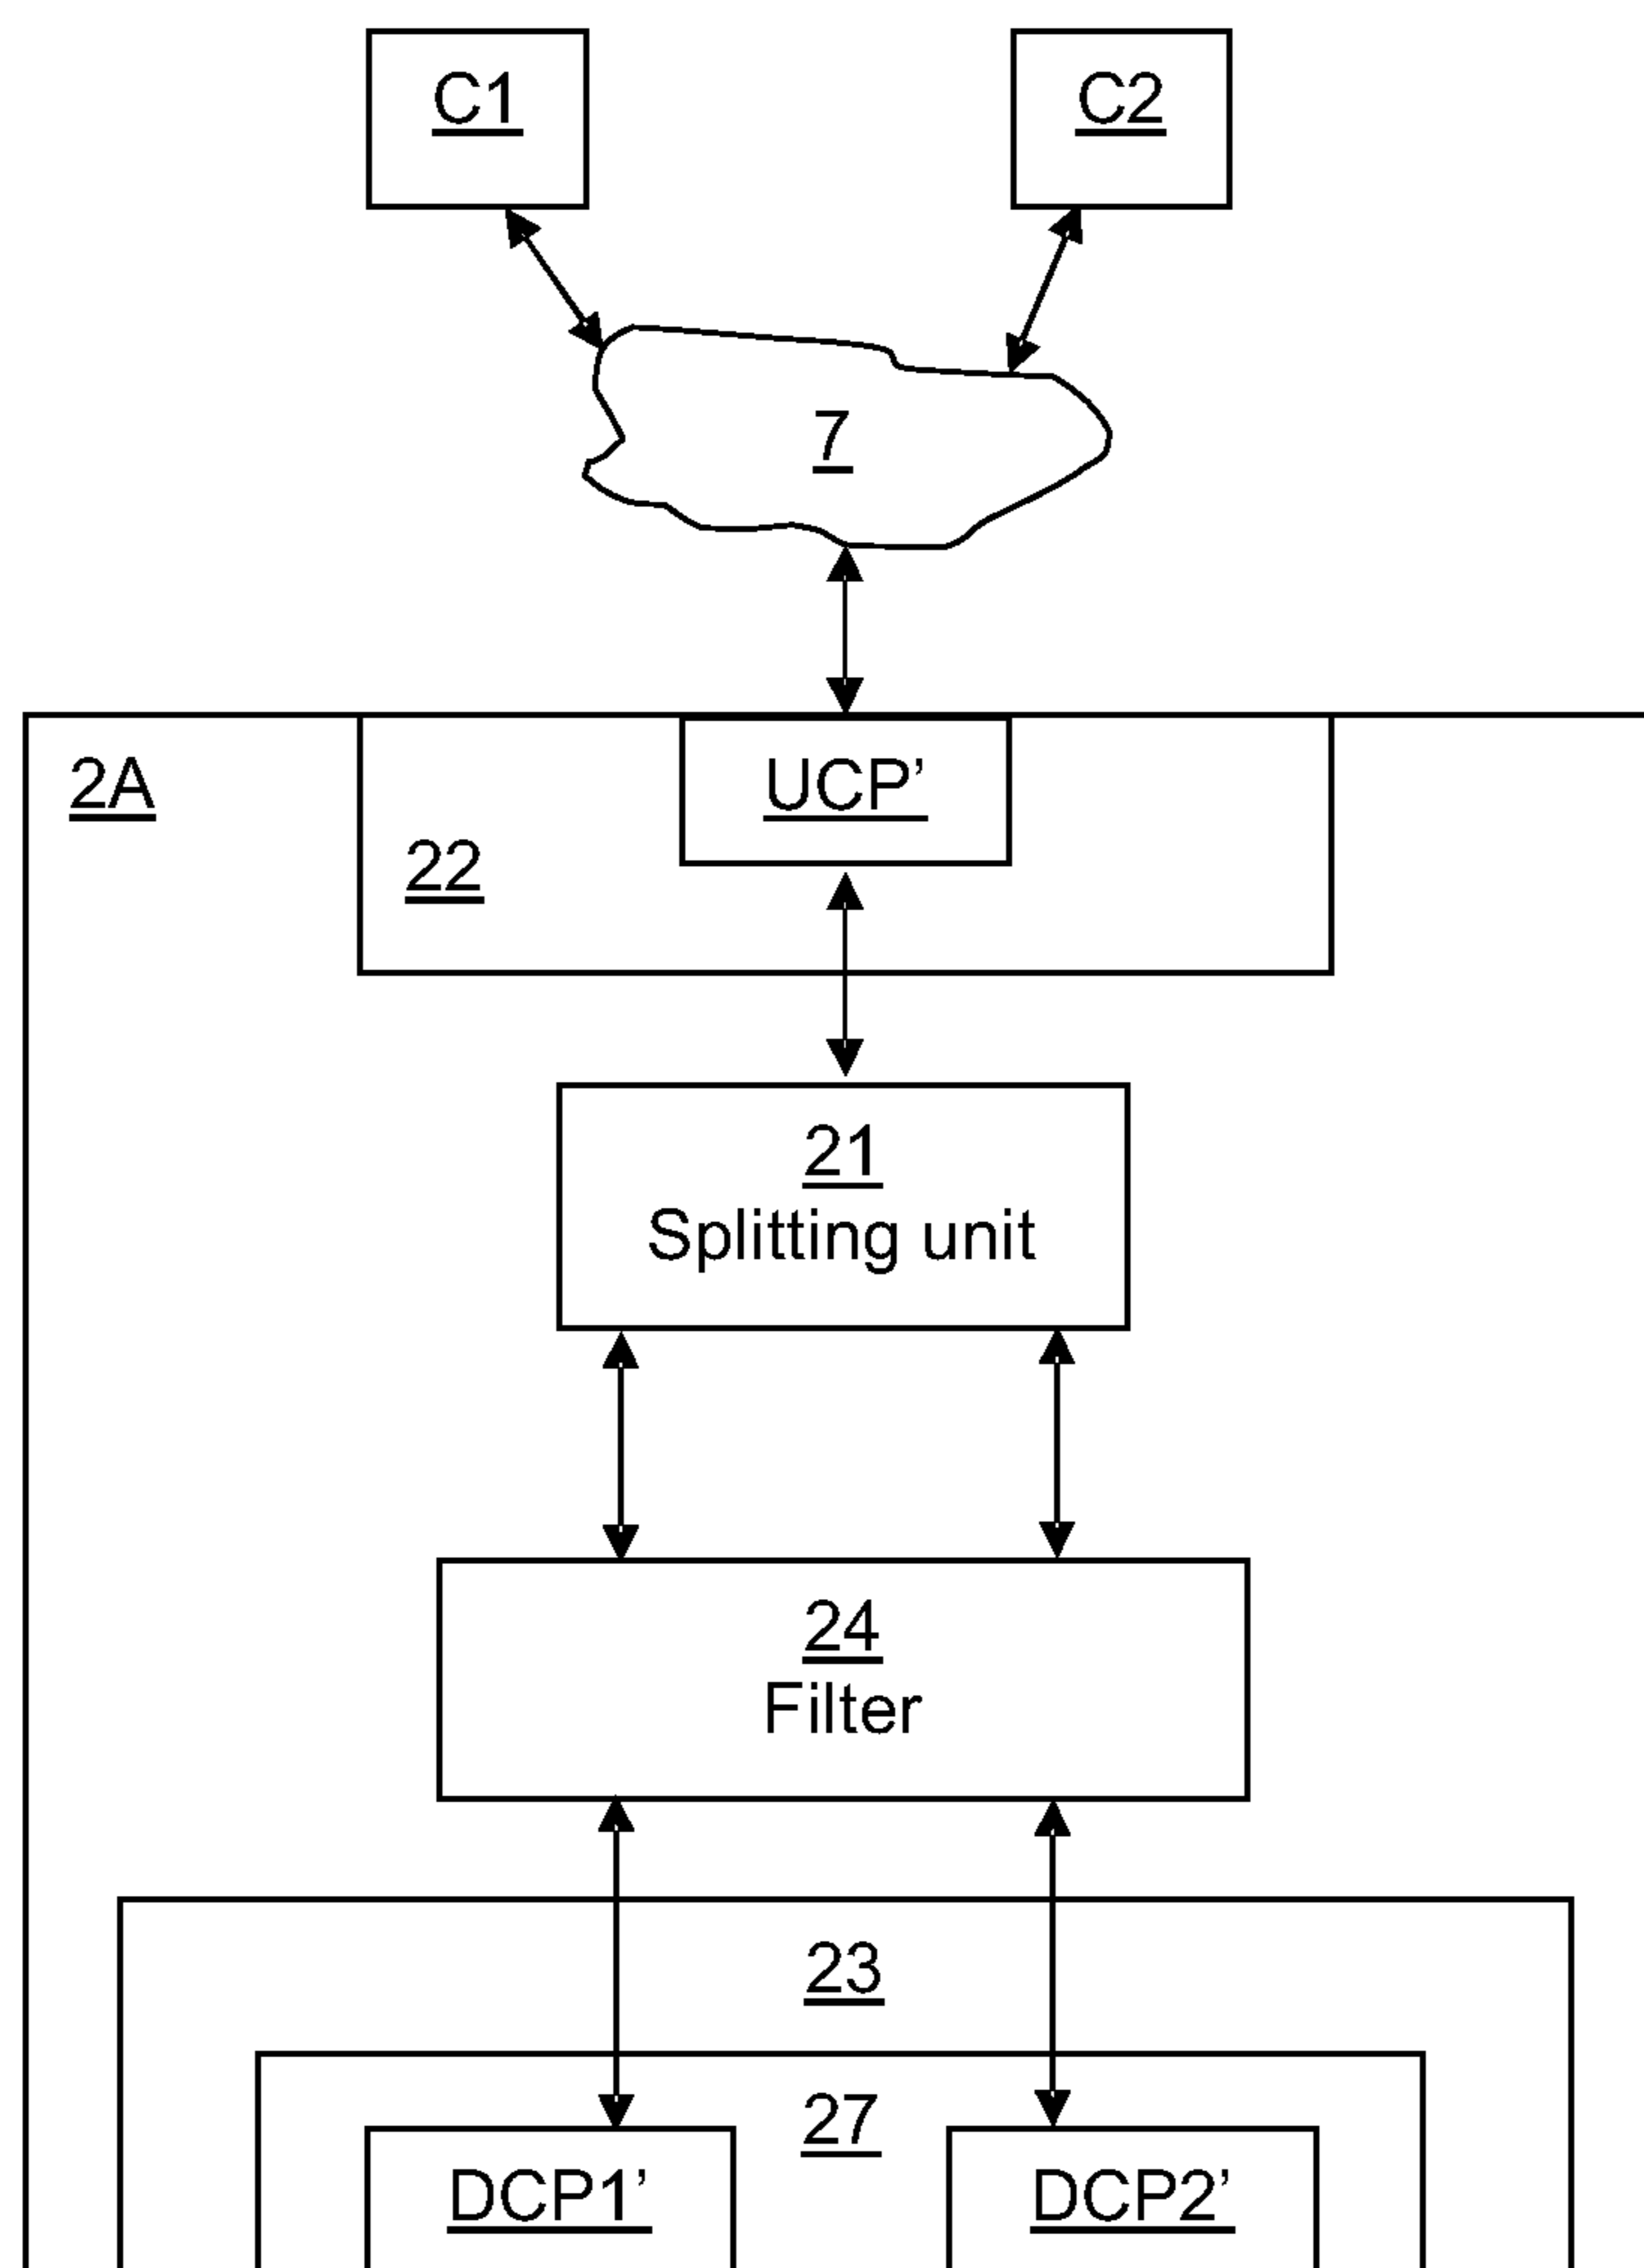 C1
C2
7
2A
UCP’
22
21
Splitting unit
24
Filter
23
27
DCP1’
DCP2’